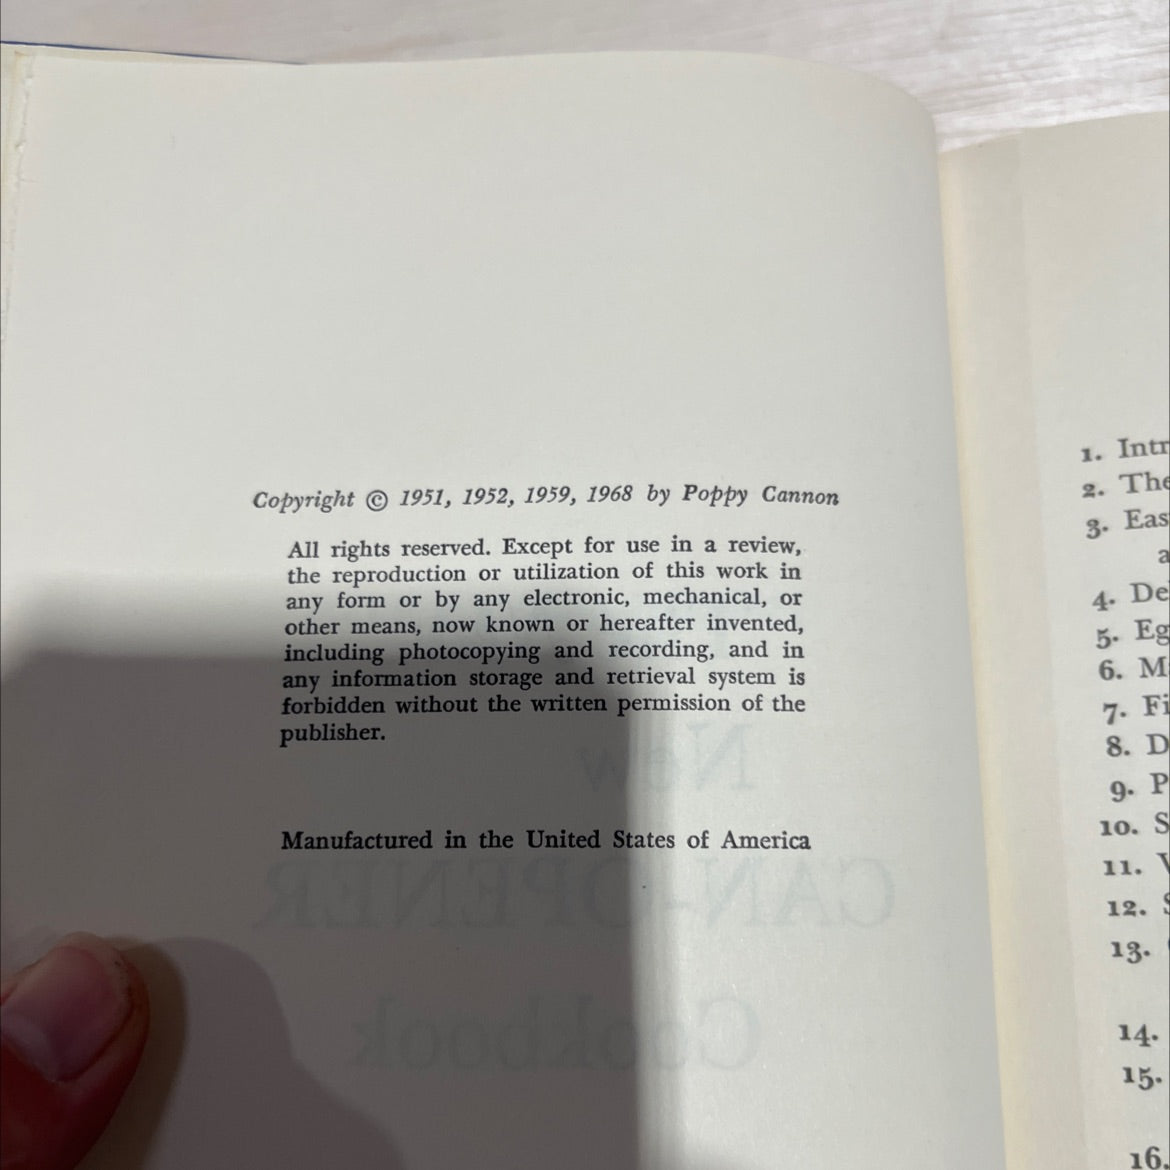 Copyright © 1951, 1952, 1959, 1968 by Poppy Cannon
All rights reserved. Except for use in a review,
the reproduction or utilization of this work in
any form or by any electronic, mechanical, or
other means, now known or hereafter invented,
including photocopying and recording, and in
any information storage and retrieval system is
forbidden without the written permission of the
publisher.
Manufactured in the United States of America
New
CAN-OPENER
Cookbook
1. Intr
2. The
3. Eas
a
4. De
5. Eg
6. M
7. Fi
8. D
9. P
10. S
11. V
12. S
13.
14.
15.
16.